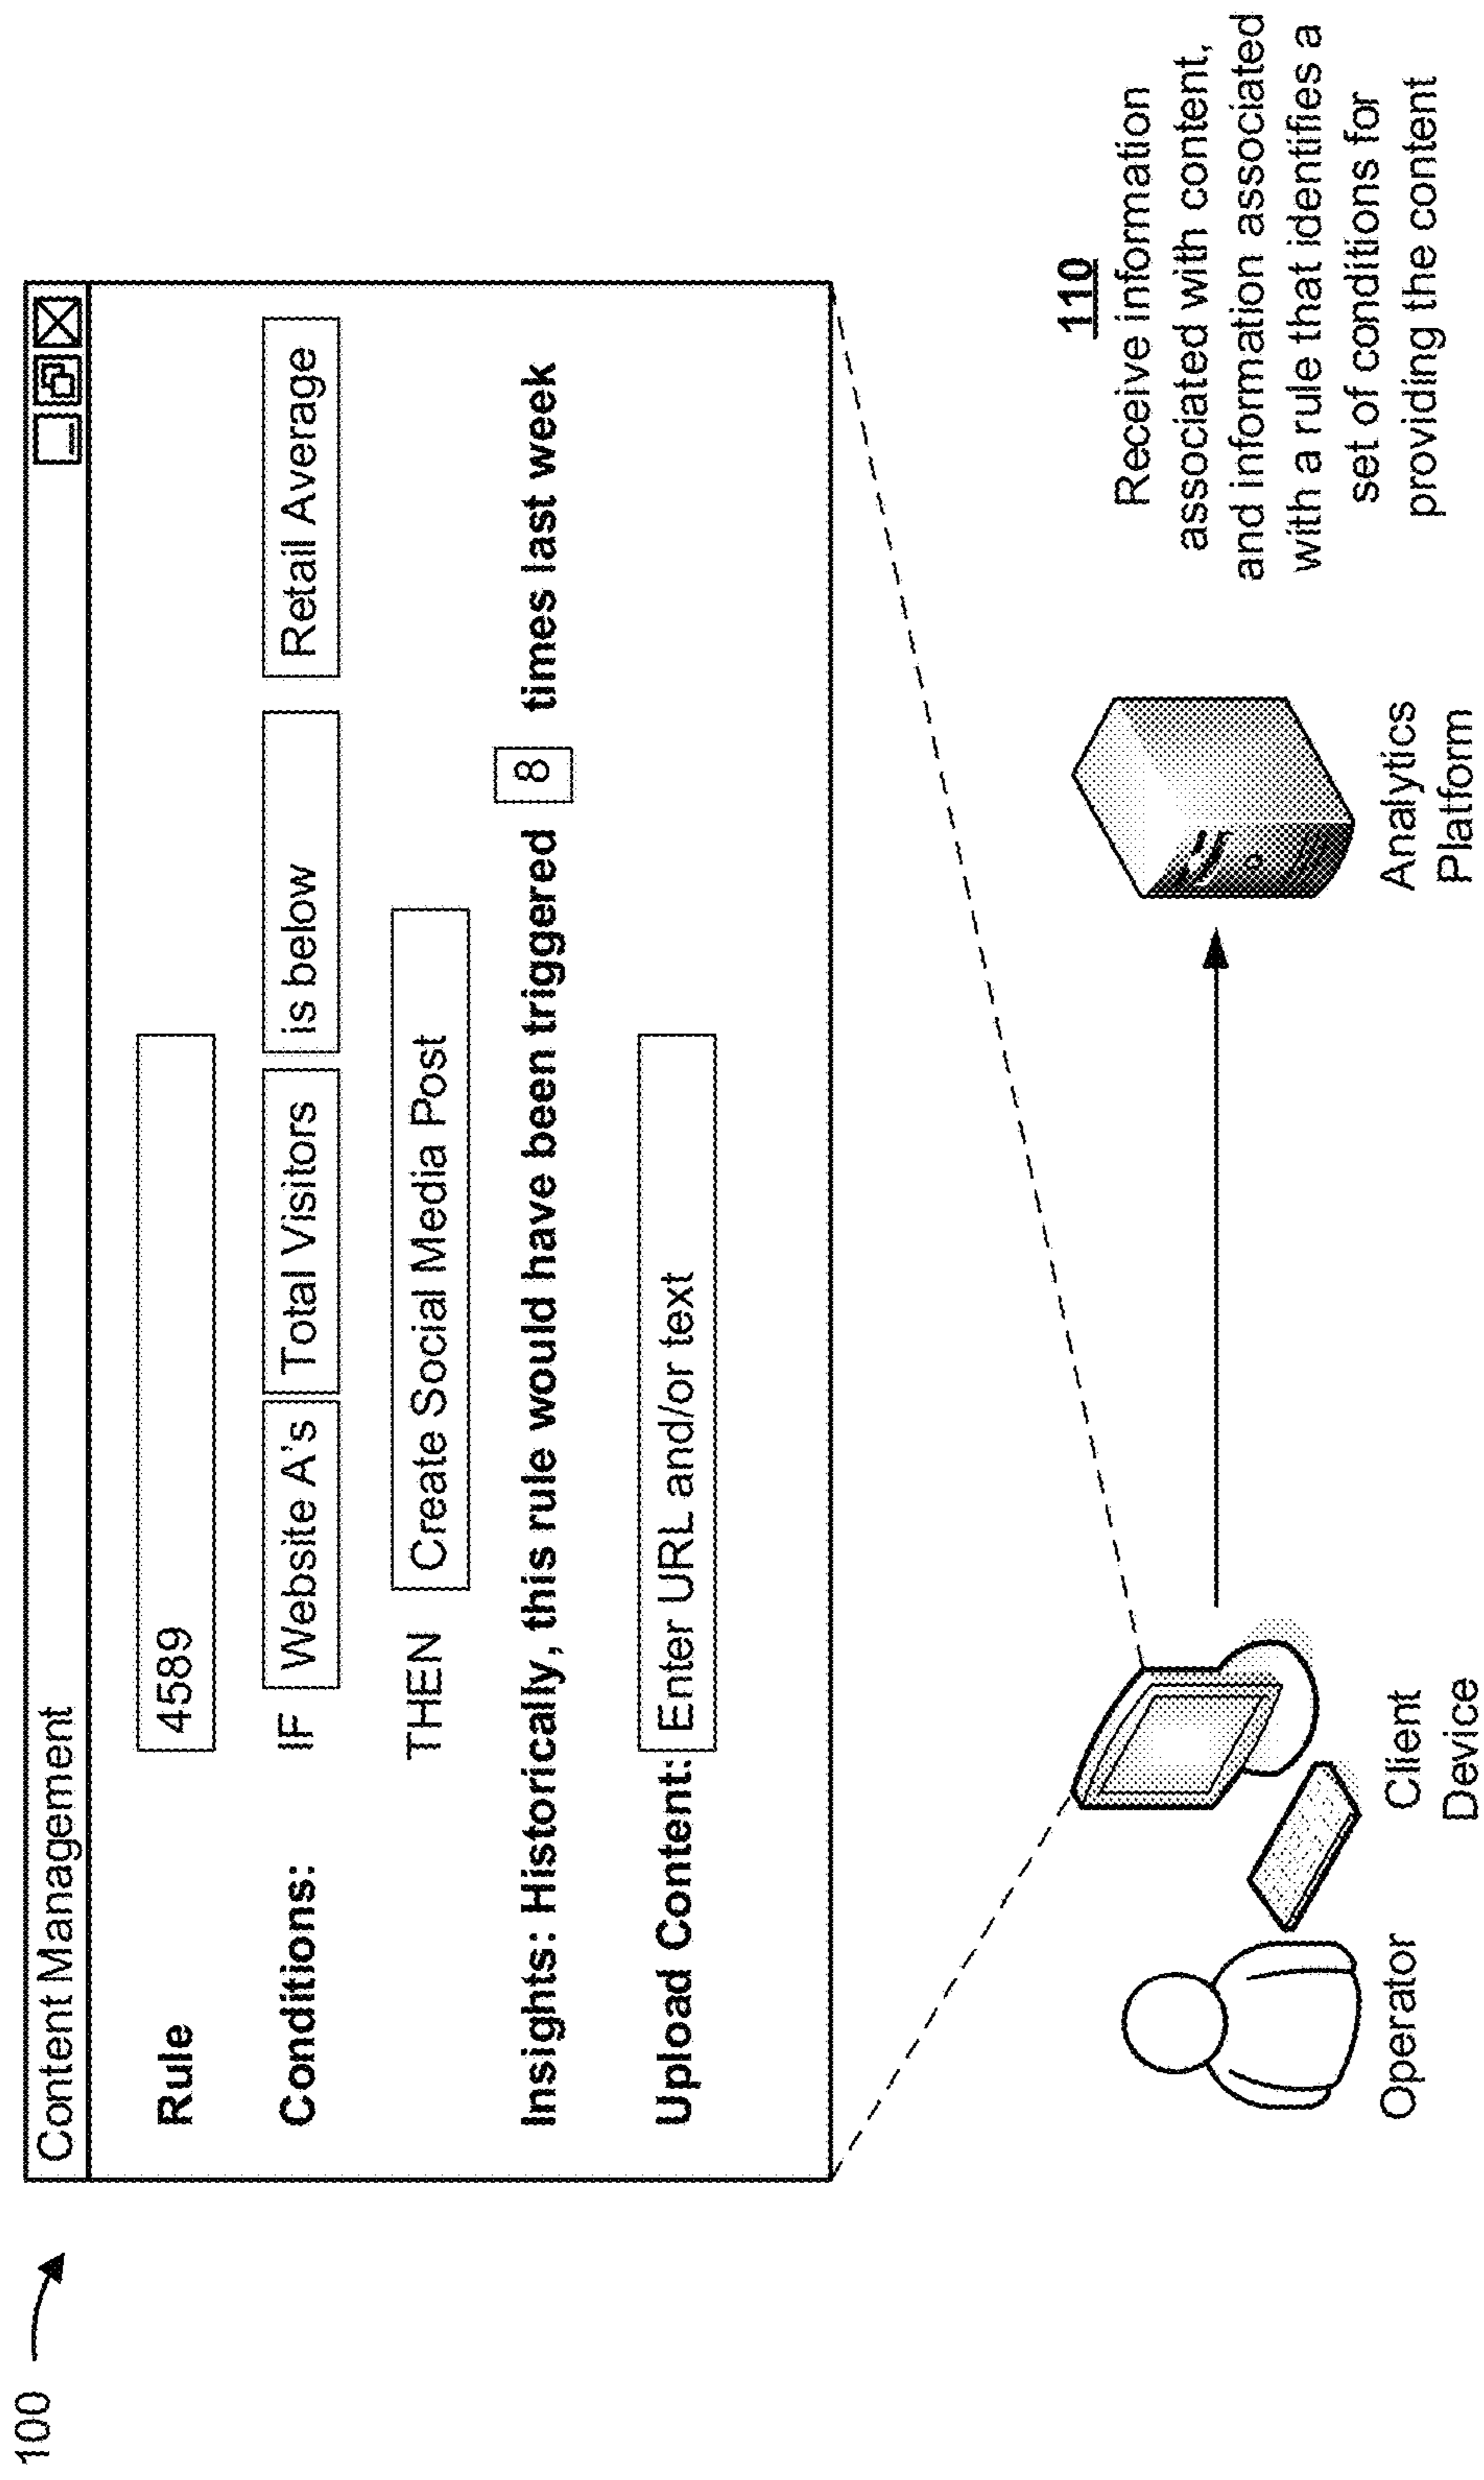 100
Content Management
Rule 4589
Conditions: IF Website A's Total Visitors is below Retail Average
THEN Create Social Media Post
Insights: Historically, this rule would have been triggered 8 times last week
Upload Content: Enter URL and/or text
110
Receive information
associated with content,
and information associated
with a rule that identifies a
set of conditions for
providing the content
Operator
Client
Device
Analytics
Platform